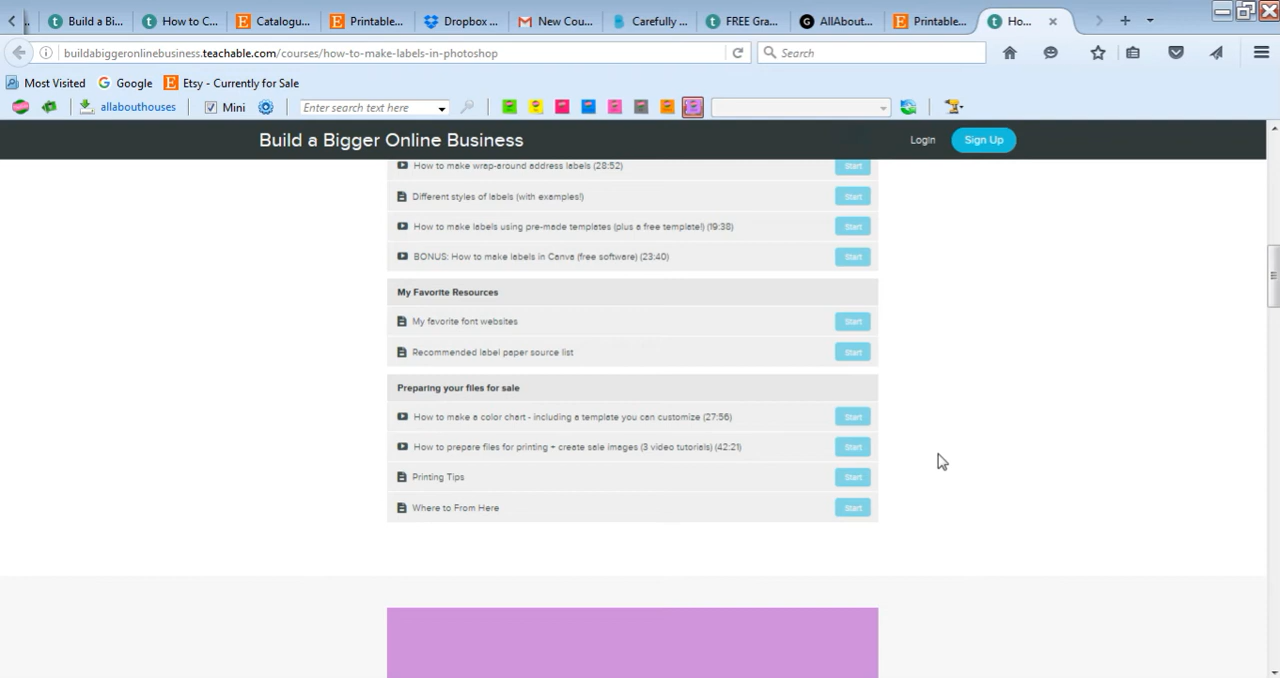 Build a Bi...
How to C...
Catalogu...
Printable...
Dropbox ...
New Cou...
Carefully ...
FREE Gra...
AllAbout...
Printable...
Ho...
buildabiggeronlinebusiness.teachable.com/courses/how-to-make-labels-in-photoshop
Search
Most Visited
Google
Etsy - Currently for Sale
allabouthouses
Mini
Enter search text here
Build a Bigger Online Business
Login
Sign Up
How to make wrap-around address labels (28:52)
Start
Different styles of labels (with examples!)
Start
How to make labels using pre-made templates (plus a free template!) (19:38)
Start
BONUS: How to make labels in Canva (free software) (23:40)
Start
My Favorite Resources
My favorite font websites
Start
Recommended label paper source list
Start
Preparing your files for sale
How to make a color chart - including a template you can customize (27:56)
Start
How to prepare files for printing + create sale images (3 video tutorials) (42:21)
Start
Printing Tips
Start
Where to From Here
Start